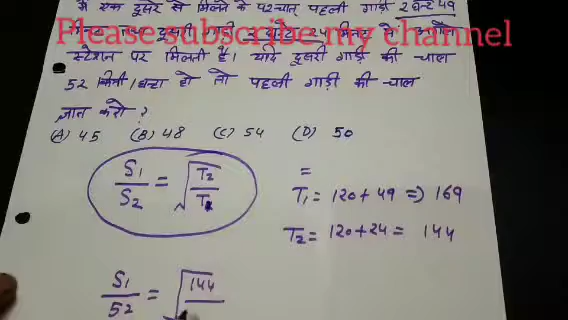 के एक दूसरे से मिलने के पश्चात् पहली गाड़ी 2 घन्टे 49
Please subscribe my channel
स्टेशन पर मिलती है। यदि दूसरी गाड़ी की चाल
52 किमी/घन्टा हो तो पहली गाड़ी की चाल
ज्ञात करो ?
(A) 45 (B) 48 (C) 54 (D) 50
S₁/S₂ = √(T₂/T₁)
=
T₁ = 120 + 49 => 169
T₂ = 120 + 24 = 144
S₁/52 = √144